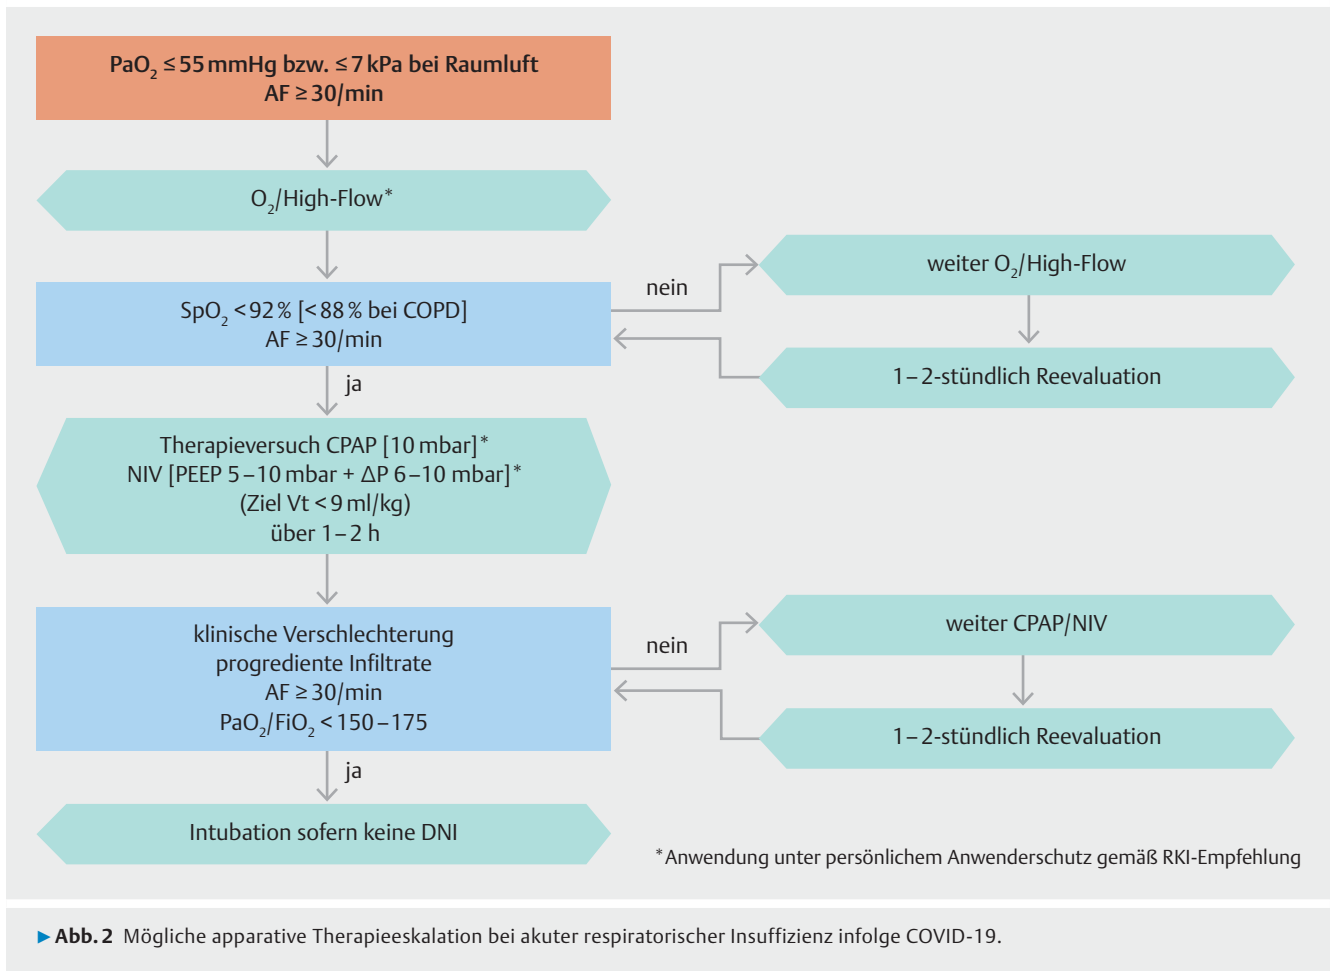 PaO₂ ≤ 55 mmHg bzw. ≤ 7 kPa bei Raumluft
AF ≥ 30/min
O₂/High-Flow*
SpO₂ < 92 % [< 88 % bei COPD]
AF ≥ 30/min
nein
weiter O₂/High-Flow
1–2-stündlich Reevaluation
ja
Therapieversuch CPAP [10 mbar]*
NIV [PEEP 5–10 mbar + ΔP 6–10 mbar]*
(Ziel Vt < 9 ml/kg)
über 1–2 h
klinische Verschlechterung
progrediente Infiltrate
AF ≥ 30/min
PaO₂/FiO₂ < 150–175
nein
weiter CPAP/NIV
1–2-stündlich Reevaluation
ja
Intubation sofern keine DNI
*Anwendung unter persönlichem Anwenderschutz gemäß RKI-Empfehlung
▶ Abb. 2 Mögliche apparative Therapieeskalation bei akuter respiratorischer Insuffizienz infolge COVID-19.